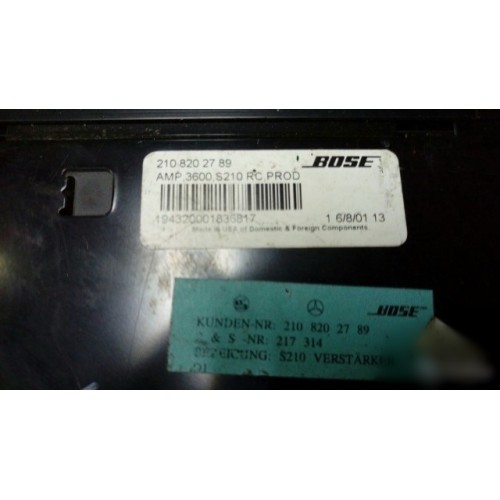 210 820 27 89 BOSE
AMP,3600,S210 RC,PROD
1 6/8/01 13
Made in USA of Domestic & Foreign Components
BOSE
KUNDEN-NR: 210 820 27 89
& S -NR: 217 314
BEZEICUNG: S210 VERSTÄRKER